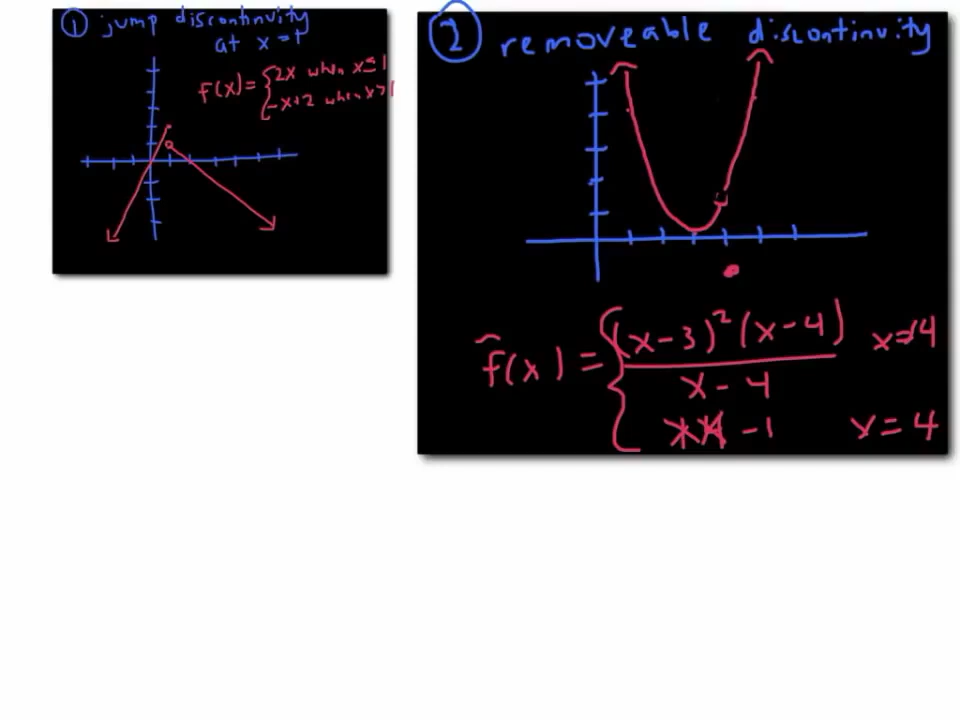 ① jump discontinuity
at x = 1
f(x) = { 2x when x ≤ 1
-x+2 when x > 1
② removeable discontinuity
f(x) = { (x-3)² (x-4) x ≠ 4
x - 4
-1 x = 4